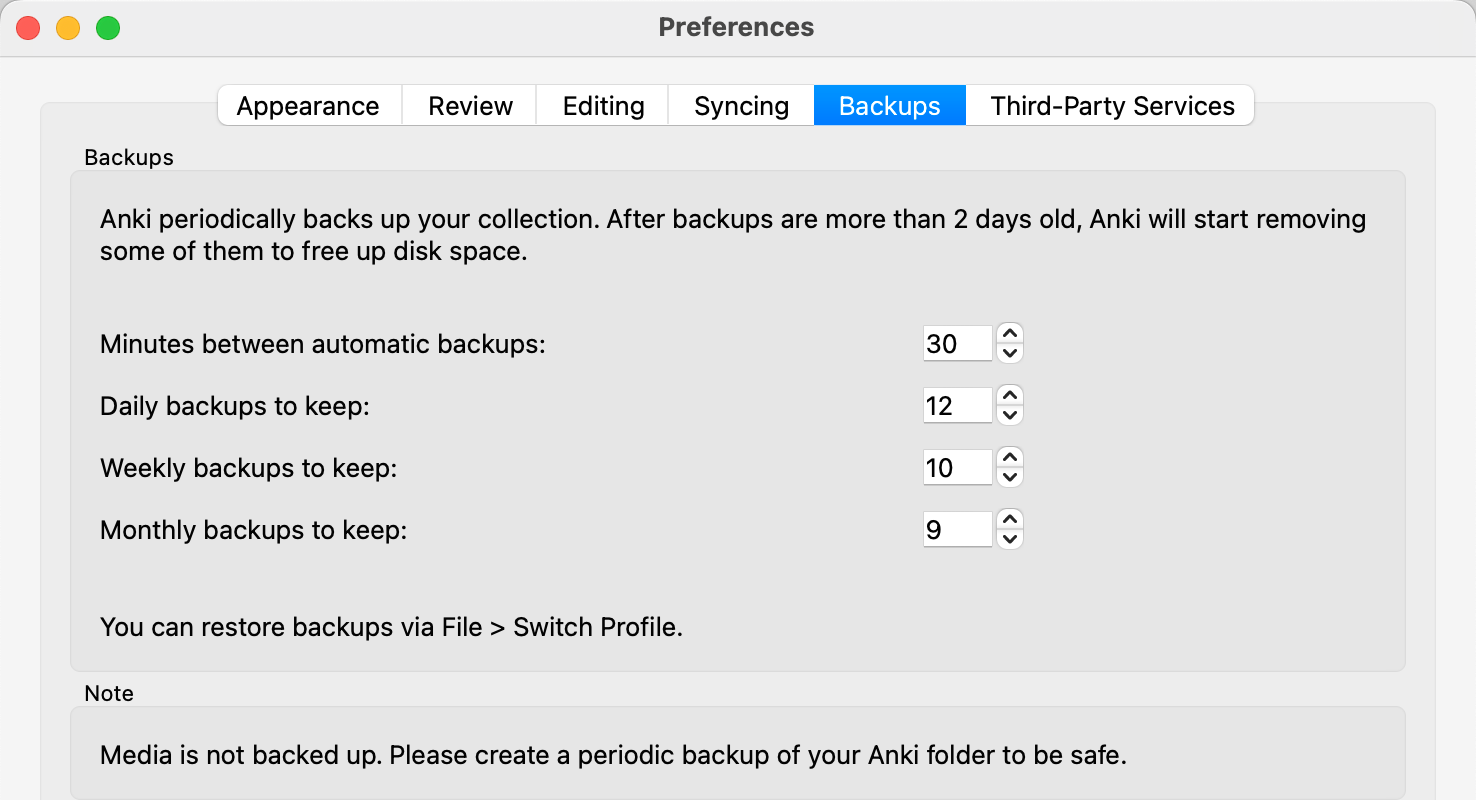 Preferences
Appearance Review Editing Syncing Backups Third-Party Services
Backups
Anki periodically backs up your collection. After backups are more than 2 days old, Anki will start removing
some of them to free up disk space.
Minutes between automatic backups: 30
Daily backups to keep: 12
Weekly backups to keep: 10
Monthly backups to keep: 9
You can restore backups via File > Switch Profile.
Note
Media is not backed up. Please create a periodic backup of your Anki folder to be safe.